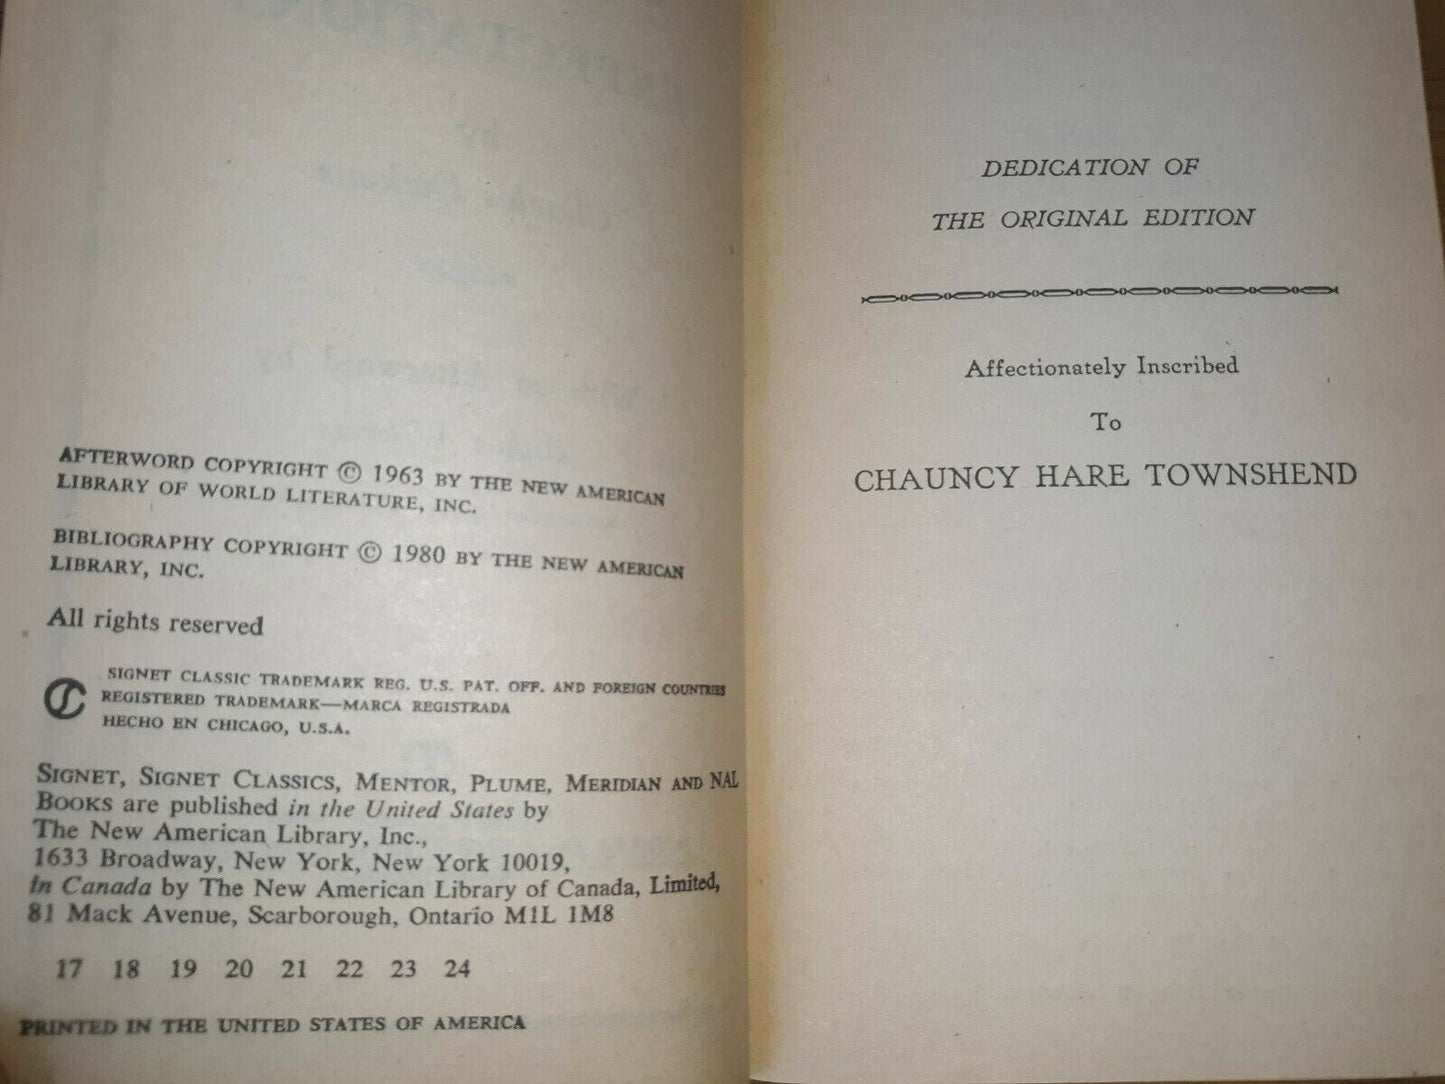 AFTERWORD COPYRIGHT © 1963 BY THE NEW AMERICAN
LIBRARY OF WORLD LITERATURE, INC.
BIBLIOGRAPHY COPYRIGHT © 1980 BY THE NEW AMERICAN
LIBRARY, INC.
All rights reserved
SIGNET CLASSIC TRADEMARK REG. U.S. PAT. OFF. AND FOREIGN COUNTRIES
REGISTERED TRADEMARK—MARCA REGISTRADA
HECHO EN CHICAGO, U.S.A.
SIGNET, SIGNET CLASSICS, MENTOR, PLUME, MERIDIAN AND NAL
BOOKS are published in the United States by
The New American Library, Inc.,
1633 Broadway, New York, New York 10019,
In Canada by The New American Library of Canada, Limited,
81 Mack Avenue, Scarborough, Ontario M1L 1M8
17 18 19 20 21 22 23 24
PRINTED IN THE UNITED STATES OF AMERICA
DEDICATION OF
THE ORIGINAL EDITION
Affectionately Inscribed
To
CHAUNCY HARE TOWNSHEND